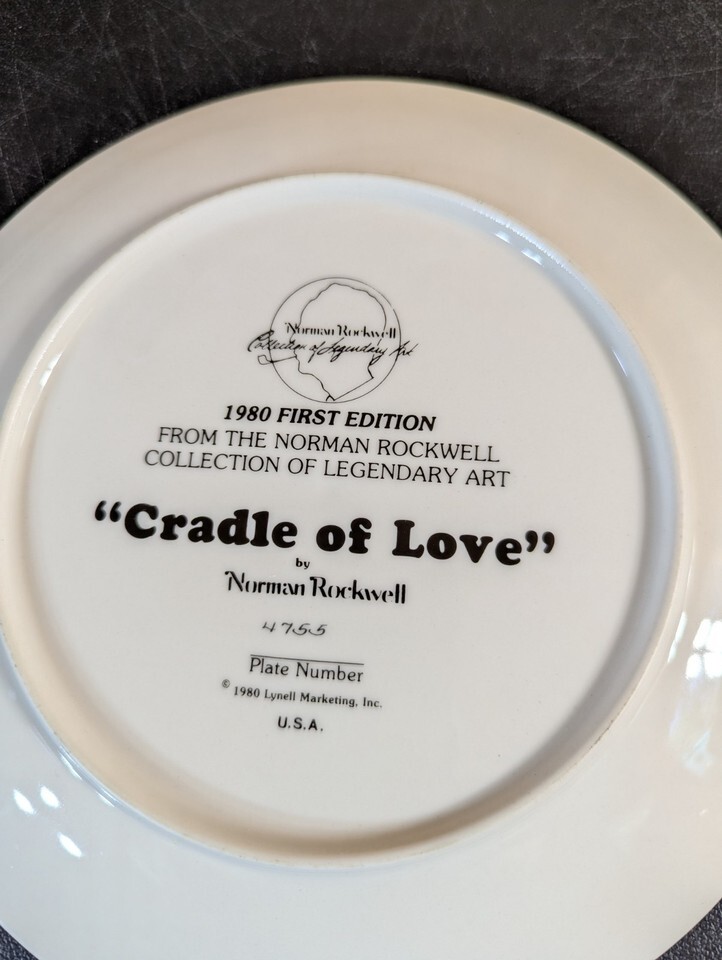 Norman Rockwell
Collection of Legendary Art
1980 FIRST EDITION
FROM THE NORMAN ROCKWELL
COLLECTION OF LEGENDARY ART
“Cradle of Love”
by
Norman Rockwell
4755
Plate Number
© 1980 Lynell Marketing, Inc.
U.S.A.